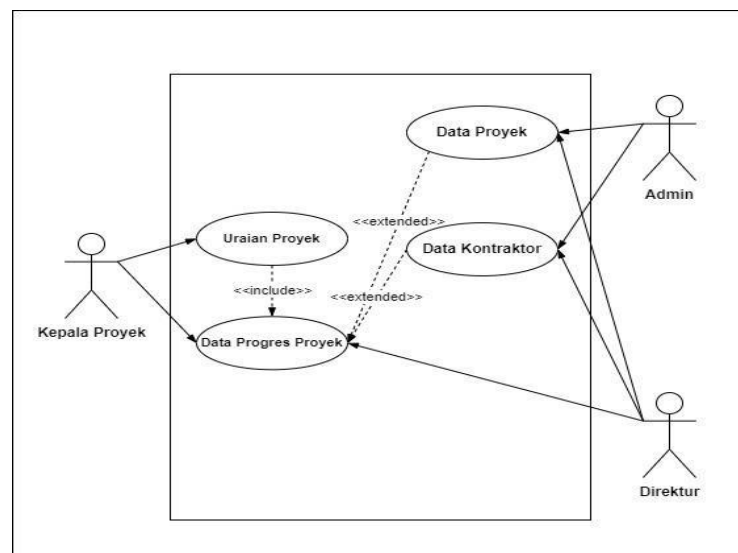 Data Proyek
Admin
<<extended>>
Uraian Proyek
Data Kontraktor
<<include>>
<<extended>>
Kepala Proyek
Data Progres Proyek
Direktur